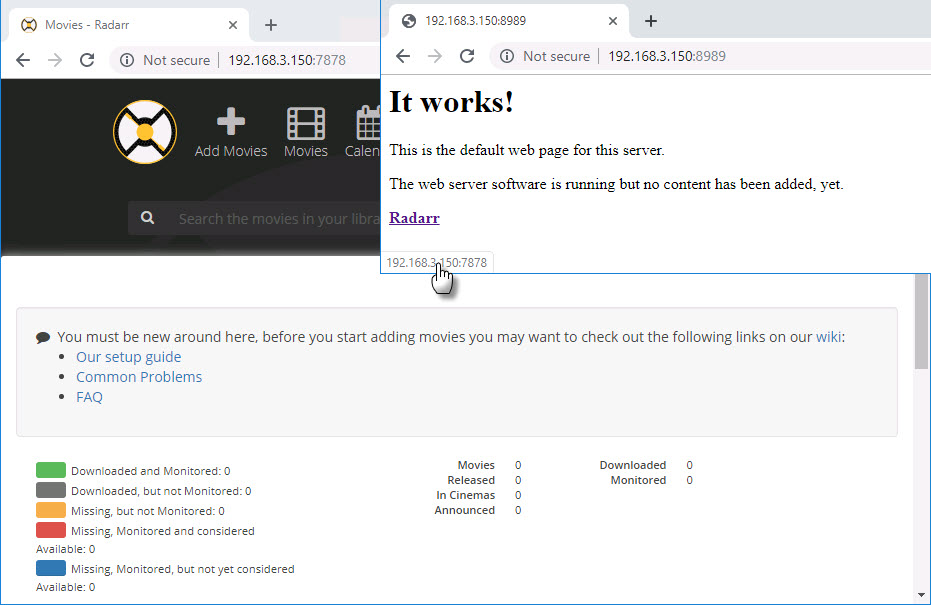 Movies - Radarr
Not secure 192.168.3.150:7878
Add Movies
Movies
Calen
Search the movies in your libra
192.168.3.150:8989
Not secure 192.168.3.150:8989
It works!
This is the default web page for this server.
The web server software is running but no content has been added, yet.
Radarr
192.168.3.150:7878
You must be new around here, before you start adding movies you may want to check out the following links on our wiki:
Our setup guide
Common Problems
FAQ
Downloaded and Monitored: 0
Downloaded, but not Monitored: 0
Missing, but not Monitored: 0
Missing, Monitored and considered
Available: 0
Missing, Monitored, but not yet considered
Available: 0
Movies 0
Released 0
In Cinemas 0
Announced 0
Downloaded 0
Monitored 0